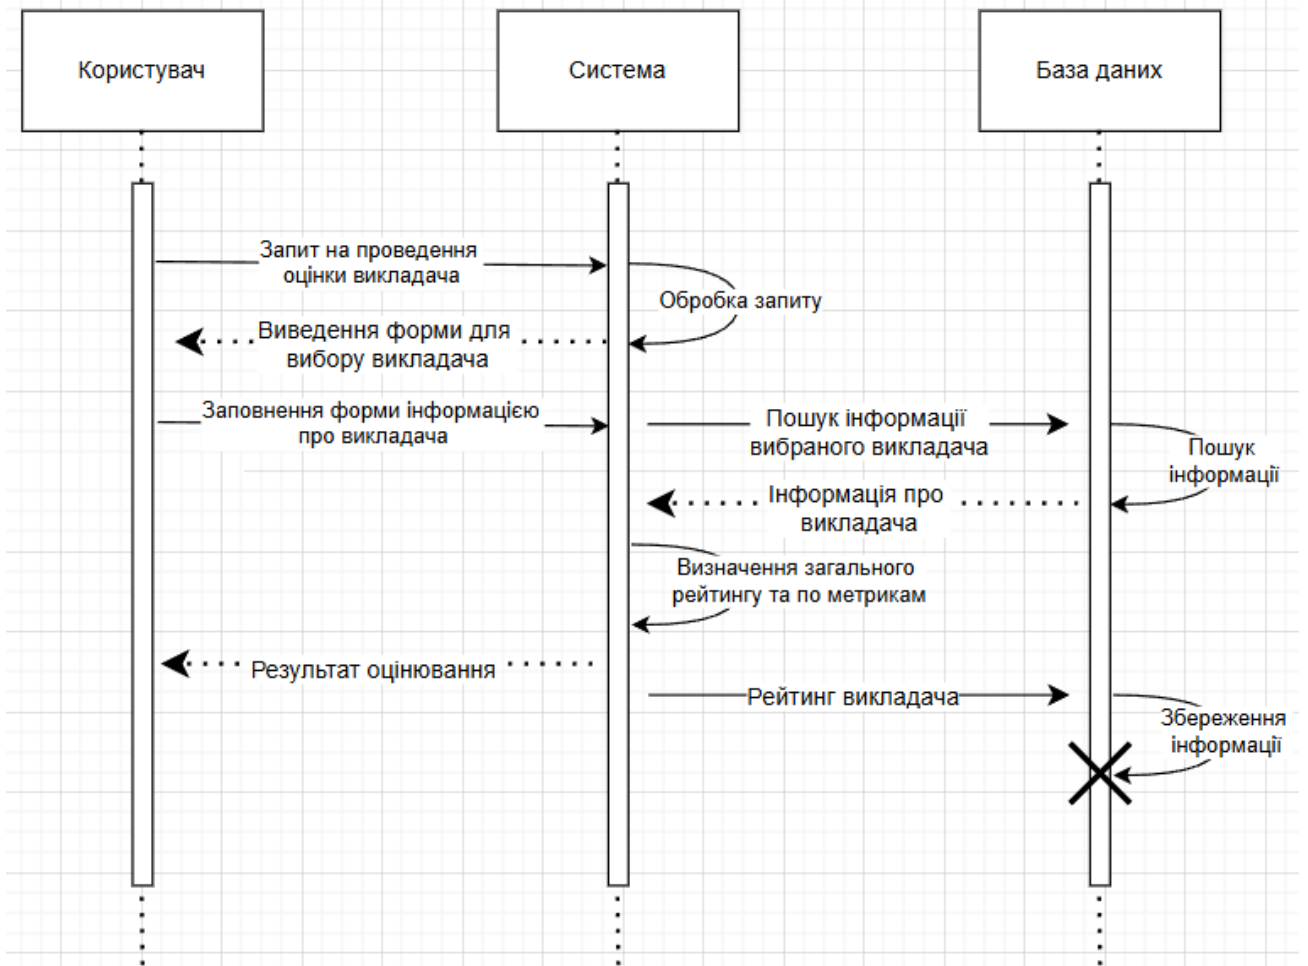 Користувач
Система
База даних
Запит на проведення
оцінки викладача
Обробка запиту
Виведення форми для
вибору викладача
Заповнення форми інформацією
про викладача
Пошук інформації
вибраного викладача
Пошук
інформації
Інформація про
викладача
Визначення загального
рейтингу та по метрикам
Результат оцінювання
Рейтинг викладача
Збереження
інформації